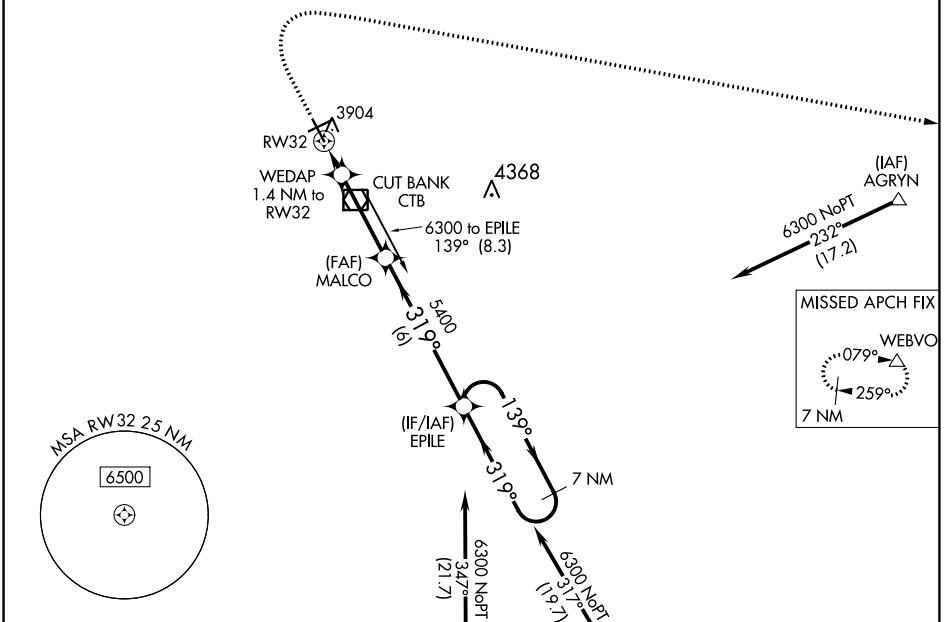 3904
RW32
WEDAP
1.4 NM to
RW32
CUT BANK
CTB
4368
6300 to EPILE
139° (8.3)
(IAF)
AGRYN
6300 NoPT
232°
(17.2)
(FAF)
MALCO
5400
319°
(6)
MISSED APCH FIX
WEBVO
079°
259°
7 NM
(IF/IAF)
EPILE
139°
319°
7 NM
MSA RW32 25 NM
6500
6300 NoPT
347°
(21.7)
6300 NoPT
317°
(19.7)